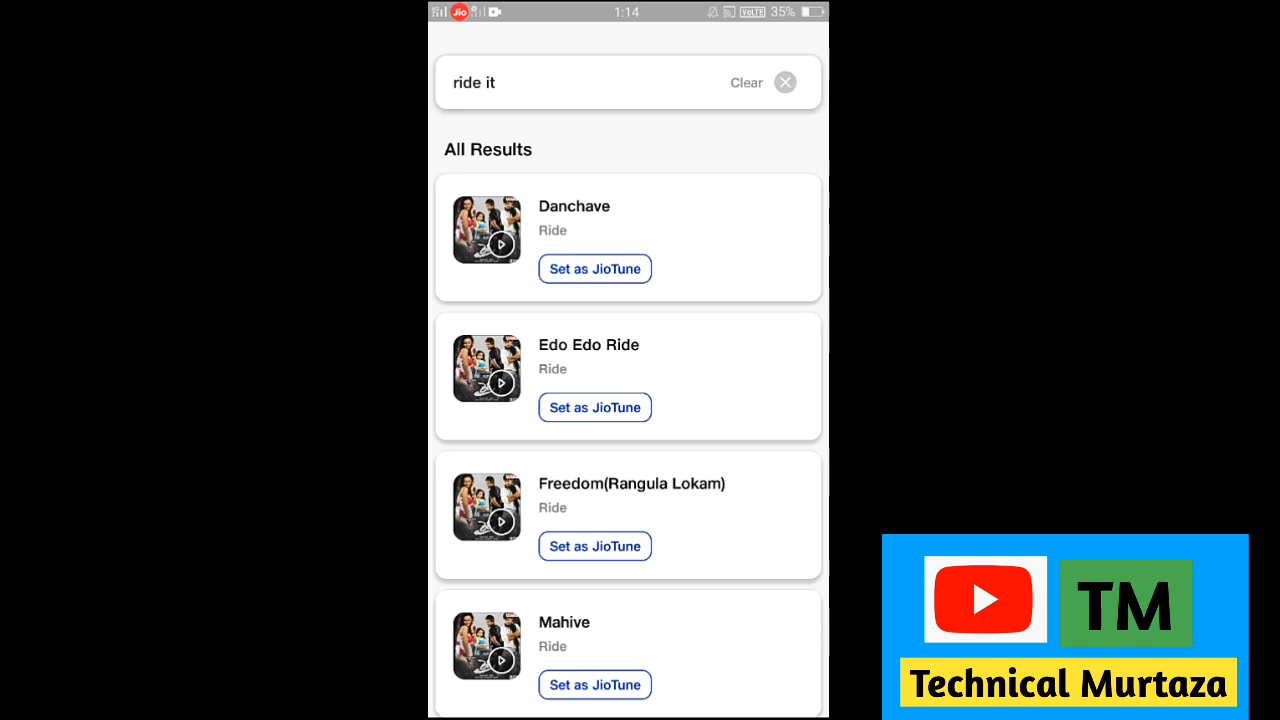 Jio 1:14 VoLTE 35%
ride it Clear
All Results
Danchave
Ride
Set as JioTune
Edo Edo Ride
Ride
Set as JioTune
Freedom(Rangula Lokam)
Ride
Set as JioTune
Mahive
Ride
Set as JioTune
TM
Technical Murtaza